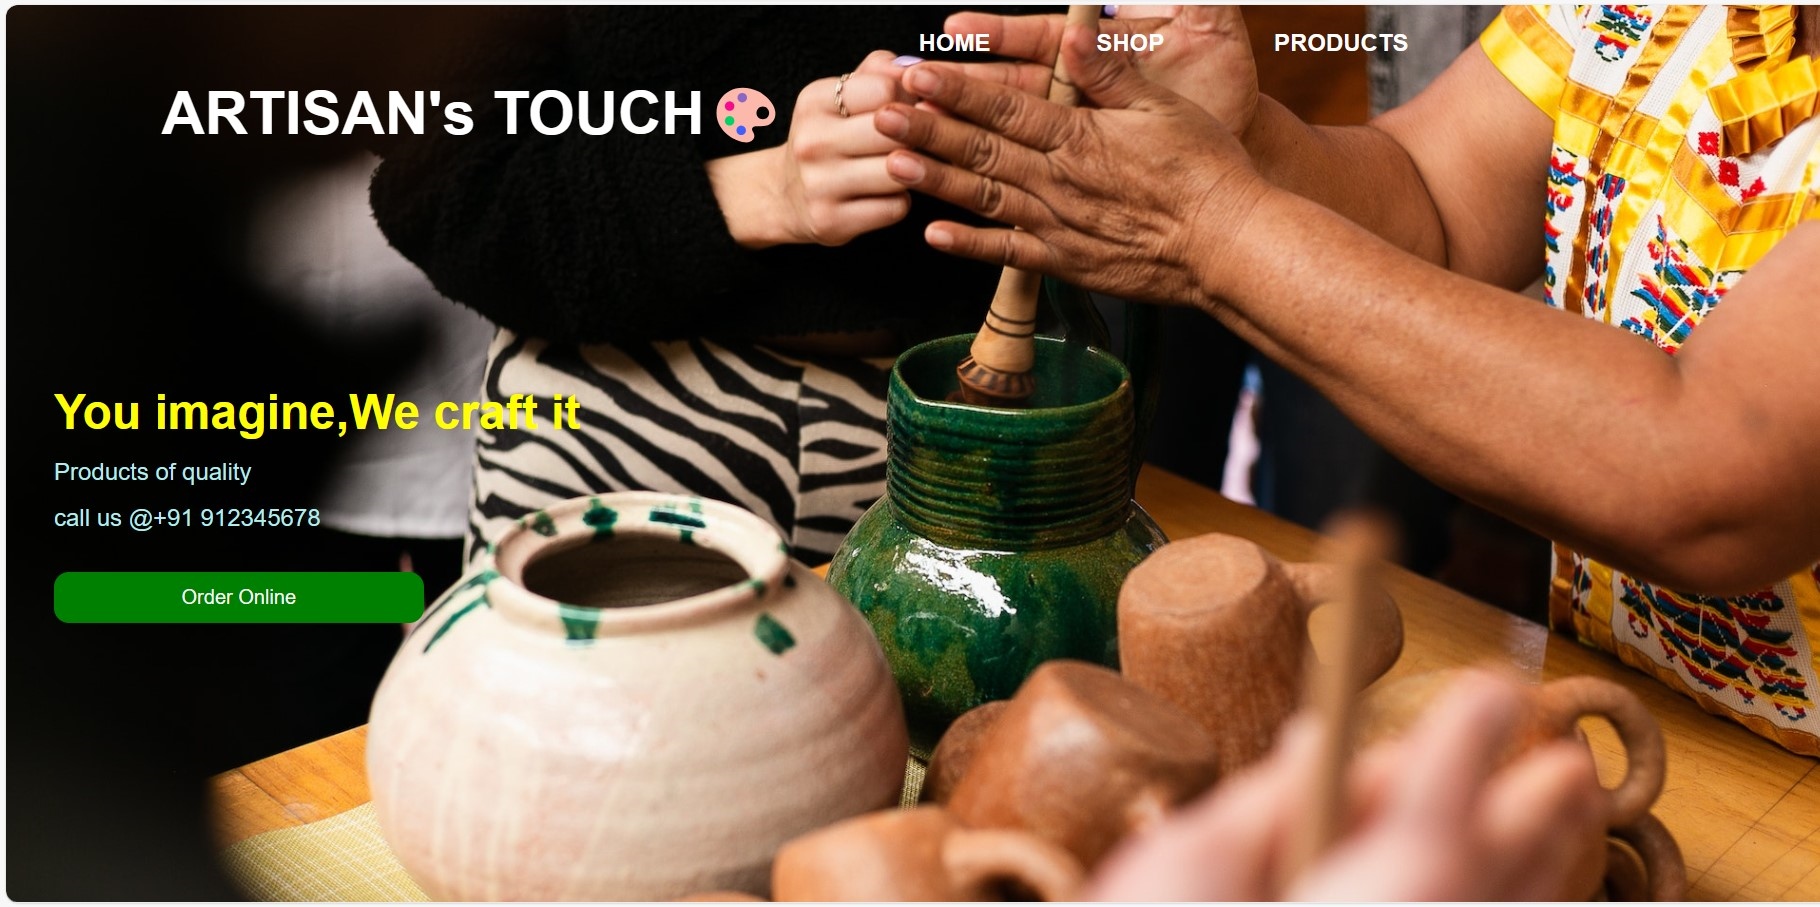 HOME SHOP PRODUCTS
ARTISAN's TOUCH🎨
You imagine,We craft it
Products of quality
call us @+91 912345678
Order Online